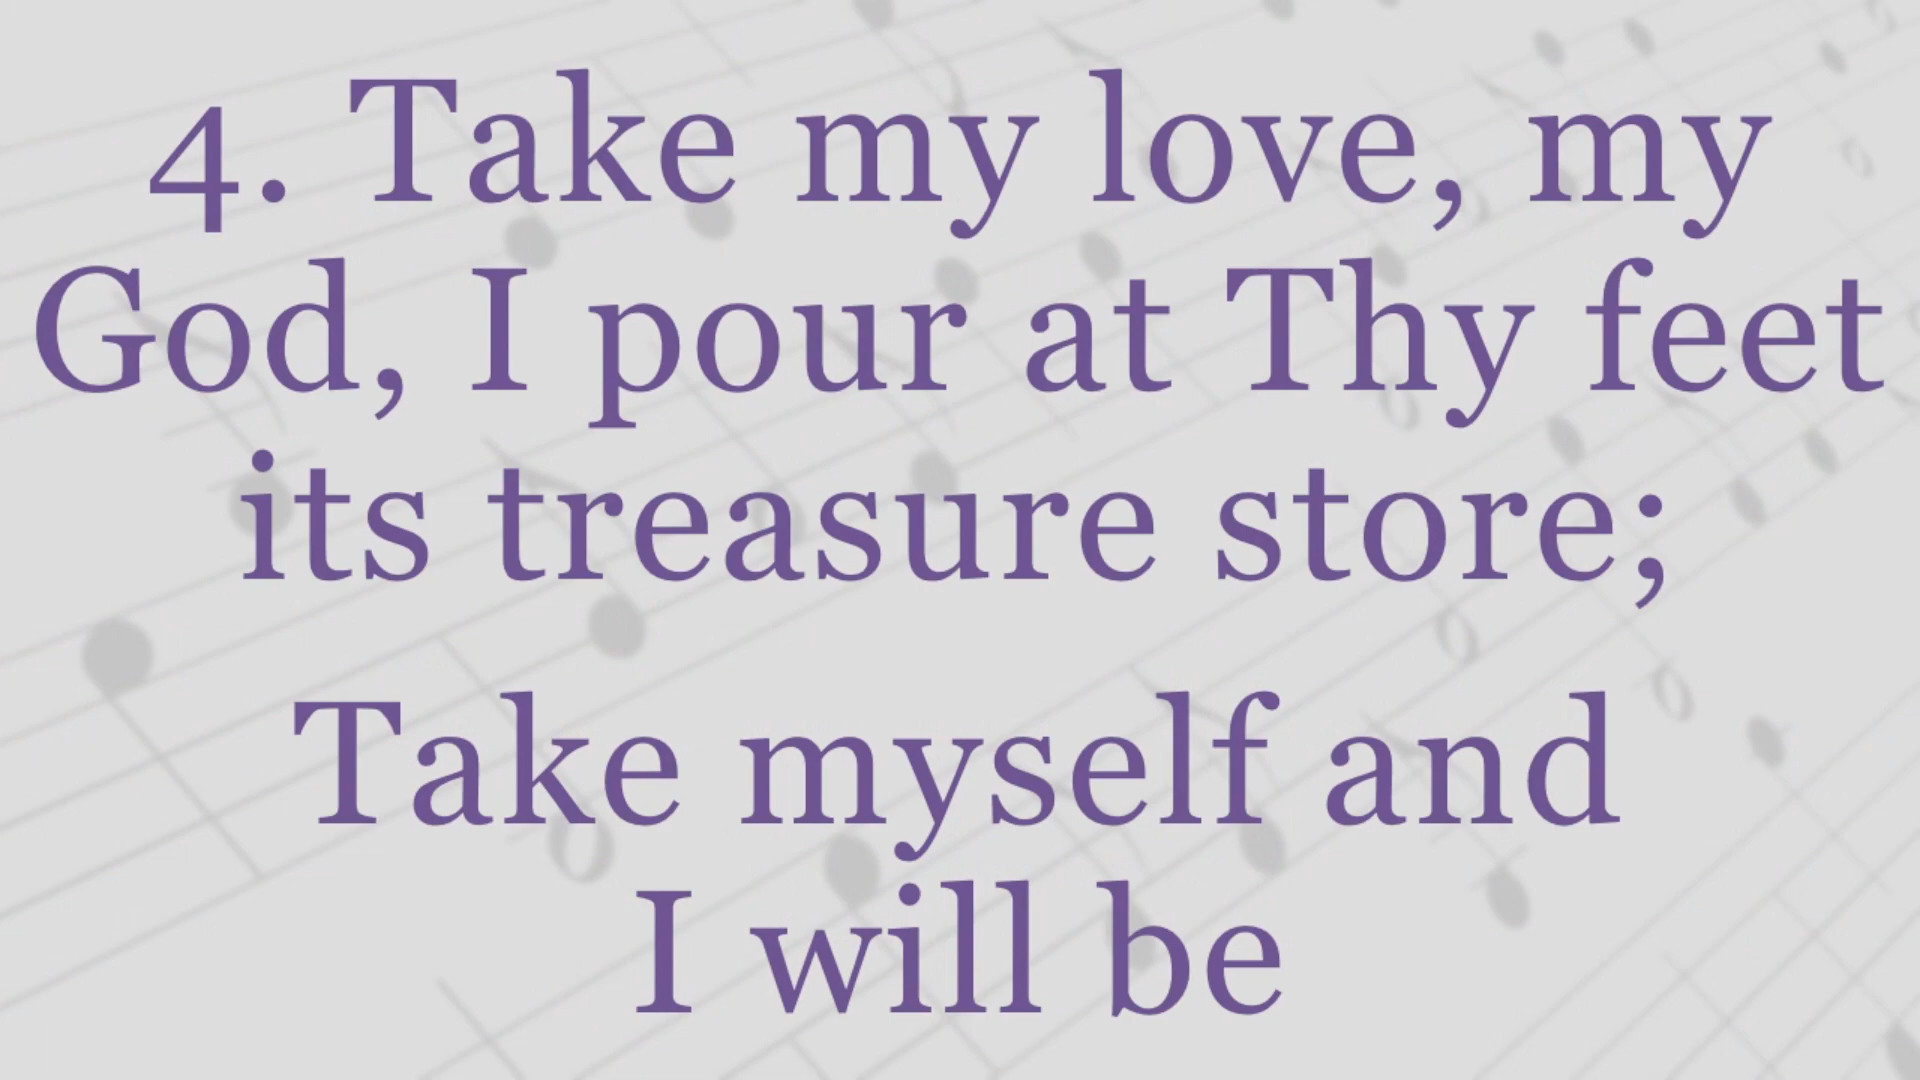 4. Take my love, my
God, I pour at Thy feet
its treasure store;
Take myself and
I will be